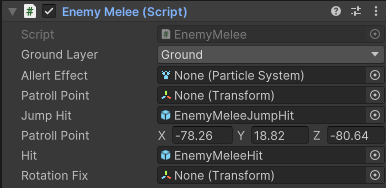 Enemy Melee (Script)
Script EnemyMelee
Ground Layer Ground
Allert Effect None (Particle System)
Patroll Point None (Transform)
Jump Hit EnemyMeleeJumpHit
Patroll Point X -78.26 Y 18.82 Z -80.64
Hit EnemyMeleeHit
Rotation Fix None (Transform)